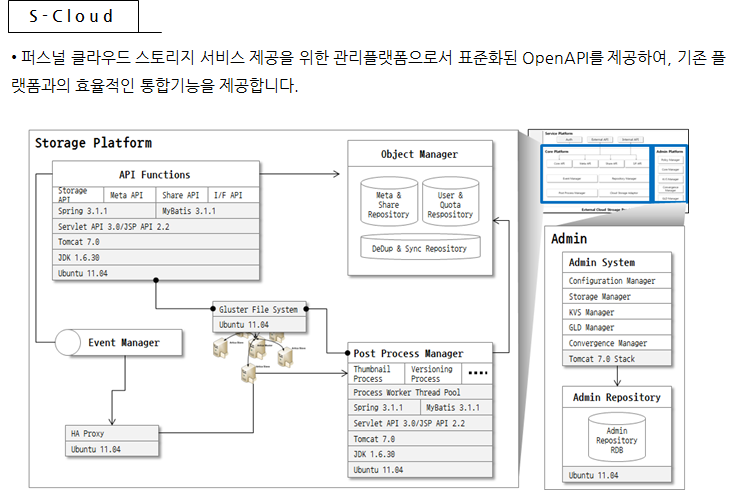 S-Cloud
• 퍼스널 클라우드 스토리지 서비스 제공을 위한 관리플랫폼으로서 표준화된 OpenAPI를 제공하여, 기존 플
랫폼과의 효율적인 통합기능을 제공합니다.
Storage Platform
API Functions
Storage API
Meta API
Share API
I/F API
Spring 3.1.1
MyBatis 3.1.1
Servlet API 3.0/JSP API 2.2
Tomcat 7.0
JDK 1.6.30
Ubuntu 11.04
Object Manager
Meta &
Share
Repository
User &
Quota
Respository
DeDup & Sync Repository
Gluster File System
Ubuntu 11.04
Event Manager
HA Proxy
Ubuntu 11.04
Post Process Manager
Thumbnail
Process
Versioning
Process
Process Worker Thread Pool
Spring 3.1.1
MyBatis 3.1.1
Servlet API 3.0/JSP API 2.2
Tomcat 7.0
JDK 1.6.30
Ubuntu 11.04
Service Platform
Core Platform
Admin Platform
Admin
Admin System
Configuration Manager
Storage Manager
KVS Manager
GLD Manager
Convergence Manager
Tomcat 7.0 Stack
Admin Repository
Admin
Repository
RDB
Ubuntu 11.04